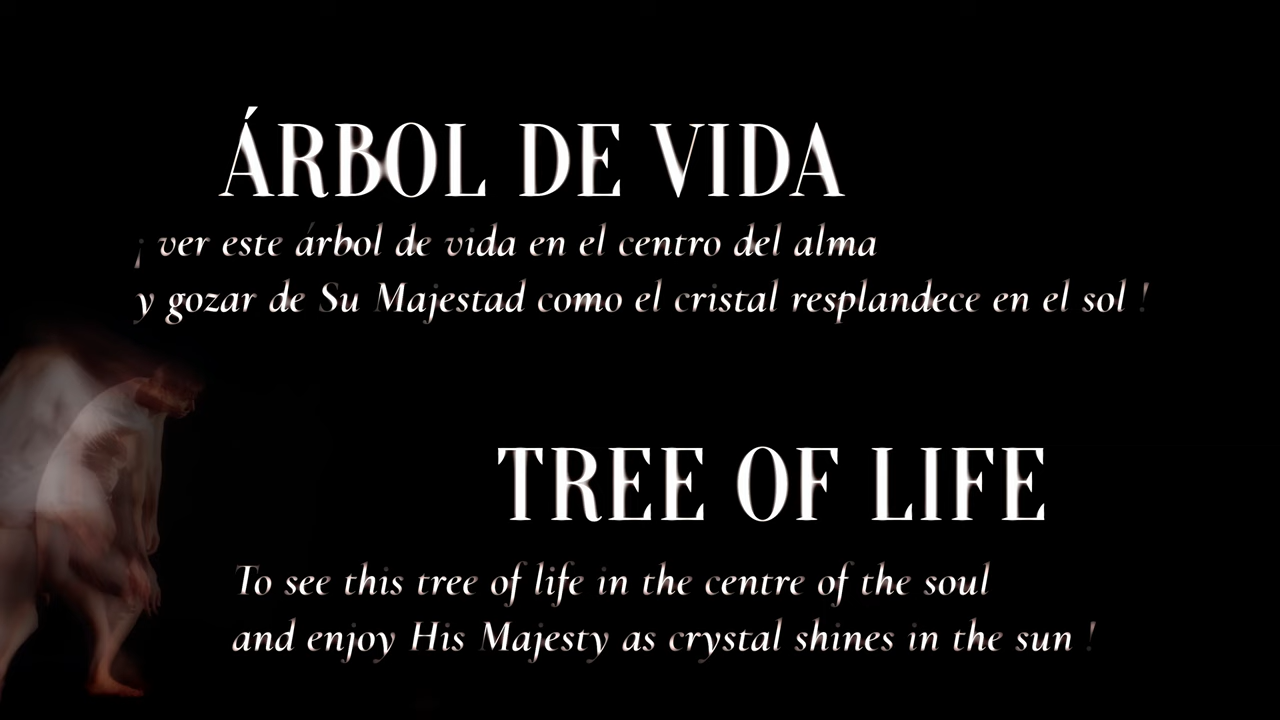 ÁRBOL DE VIDA
¡ ver este árbol de vida en el centro del alma
y gozar de Su Majestad como el cristal resplandece en el sol !
TREE OF LIFE
To see this tree of life in the centre of the soul
and enjoy His Majesty as crystal shines in the sun !